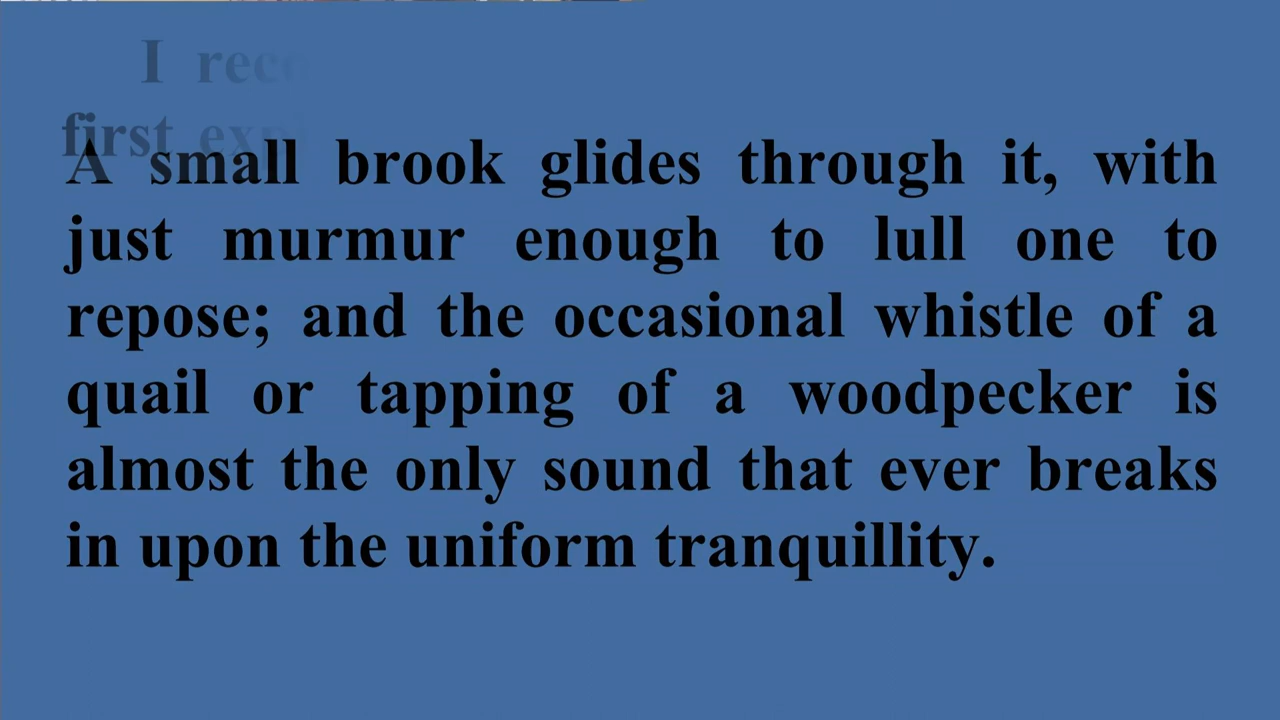 I
first
A small brook glides through it, with
just murmur enough to lull one to
repose; and the occasional whistle of a
quail or tapping of a woodpecker is
almost the only sound that ever breaks
in upon the uniform tranquillity.